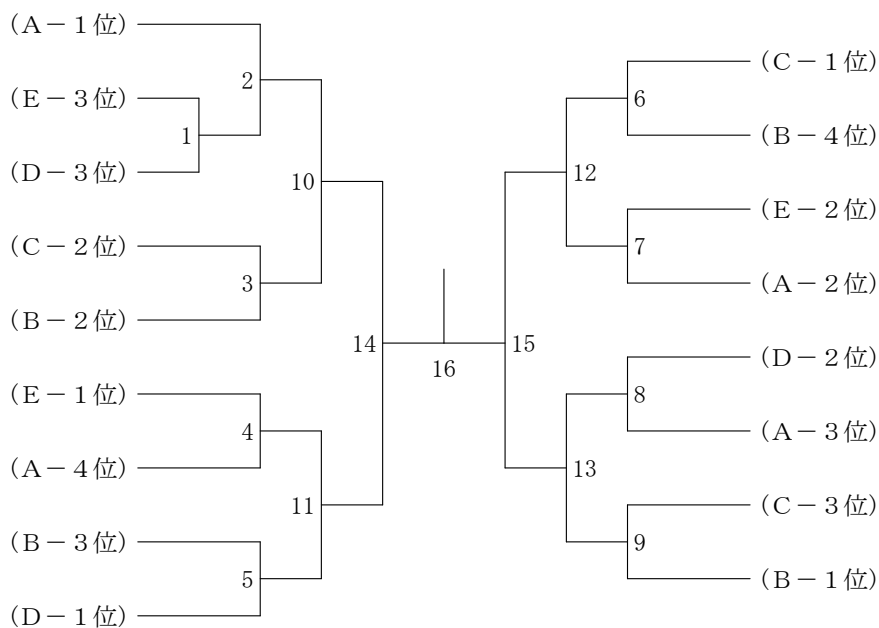 (A－1位)
(E－3位)
(D－3位)
(C－2位)
(B－2位)
(E－1位)
(A－4位)
(B－3位)
(D－1位)
1
2
3
4
5
10
11
14
16
15
12
13
6
7
8
9
(C－1位)
(B－4位)
(E－2位)
(A－2位)
(D－2位)
(A－3位)
(C－3位)
(B－1位)